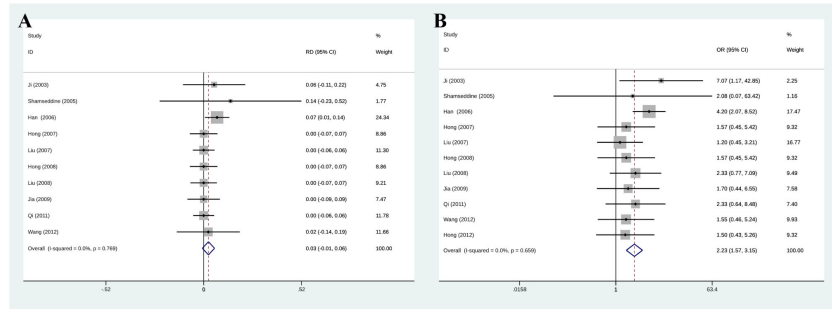 A
Study
%
ID
RD (95% CI)
Weight
Ji (2003)
0.06 (-0.11, 0.22)
4.75
Shamseddine (2005)
0.14 (-0.23, 0.52)
1.77
Han (2006)
0.07 (0.01, 0.14)
24.34
Hong (2007)
0.00 (-0.07, 0.07)
8.86
Liu (2007)
0.00 (-0.06, 0.06)
11.30
Hong (2008)
0.00 (-0.07, 0.07)
8.86
Liu (2008)
0.00 (-0.07, 0.07)
9.21
Jia (2009)
0.00 (-0.09, 0.09)
7.47
Qi (2011)
0.00 (-0.06, 0.06)
11.78
Wang (2012)
0.02 (-0.14, 0.19)
11.66
Overall (I-squared = 0.0%, p = 0.769)
0.03 (-0.01, 0.06)
100.00
-.52
0
.52
B
Study
%
ID
OR (95% CI)
Weight
Ji (2003)
7.07 (1.17, 42.85)
2.25
Shamseddine (2005)
2.08 (0.07, 63.42)
1.16
Han (2006)
4.20 (2.07, 8.52)
17.47
Hong (2007)
1.57 (0.45, 5.42)
9.32
Liu (2007)
1.20 (0.45, 3.21)
16.77
Hong (2008)
1.57 (0.45, 5.42)
9.32
Liu (2008)
2.33 (0.77, 7.09)
9.49
Jia (2009)
1.70 (0.44, 6.55)
7.58
Qi (2011)
2.33 (0.64, 8.48)
7.40
Wang (2012)
1.55 (0.46, 5.24)
9.93
Hong (2012)
1.50 (0.43, 5.26)
9.32
Overall (I-squared = 0.0%, p = 0.659)
2.23 (1.57, 3.15)
100.00
.0158
1
63.4